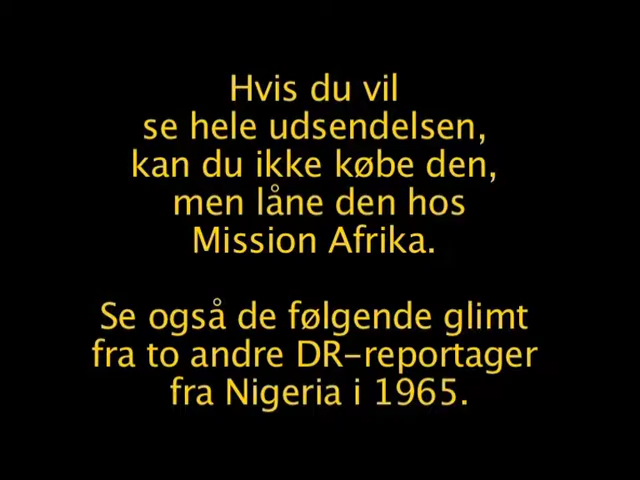 Hvis du vil
se hele udsendelsen,
kan du ikke købe den,
men låne den hos
Mission Afrika.
Se også de følgende glimt
fra to andre DR-reportager
fra Nigeria i 1965.